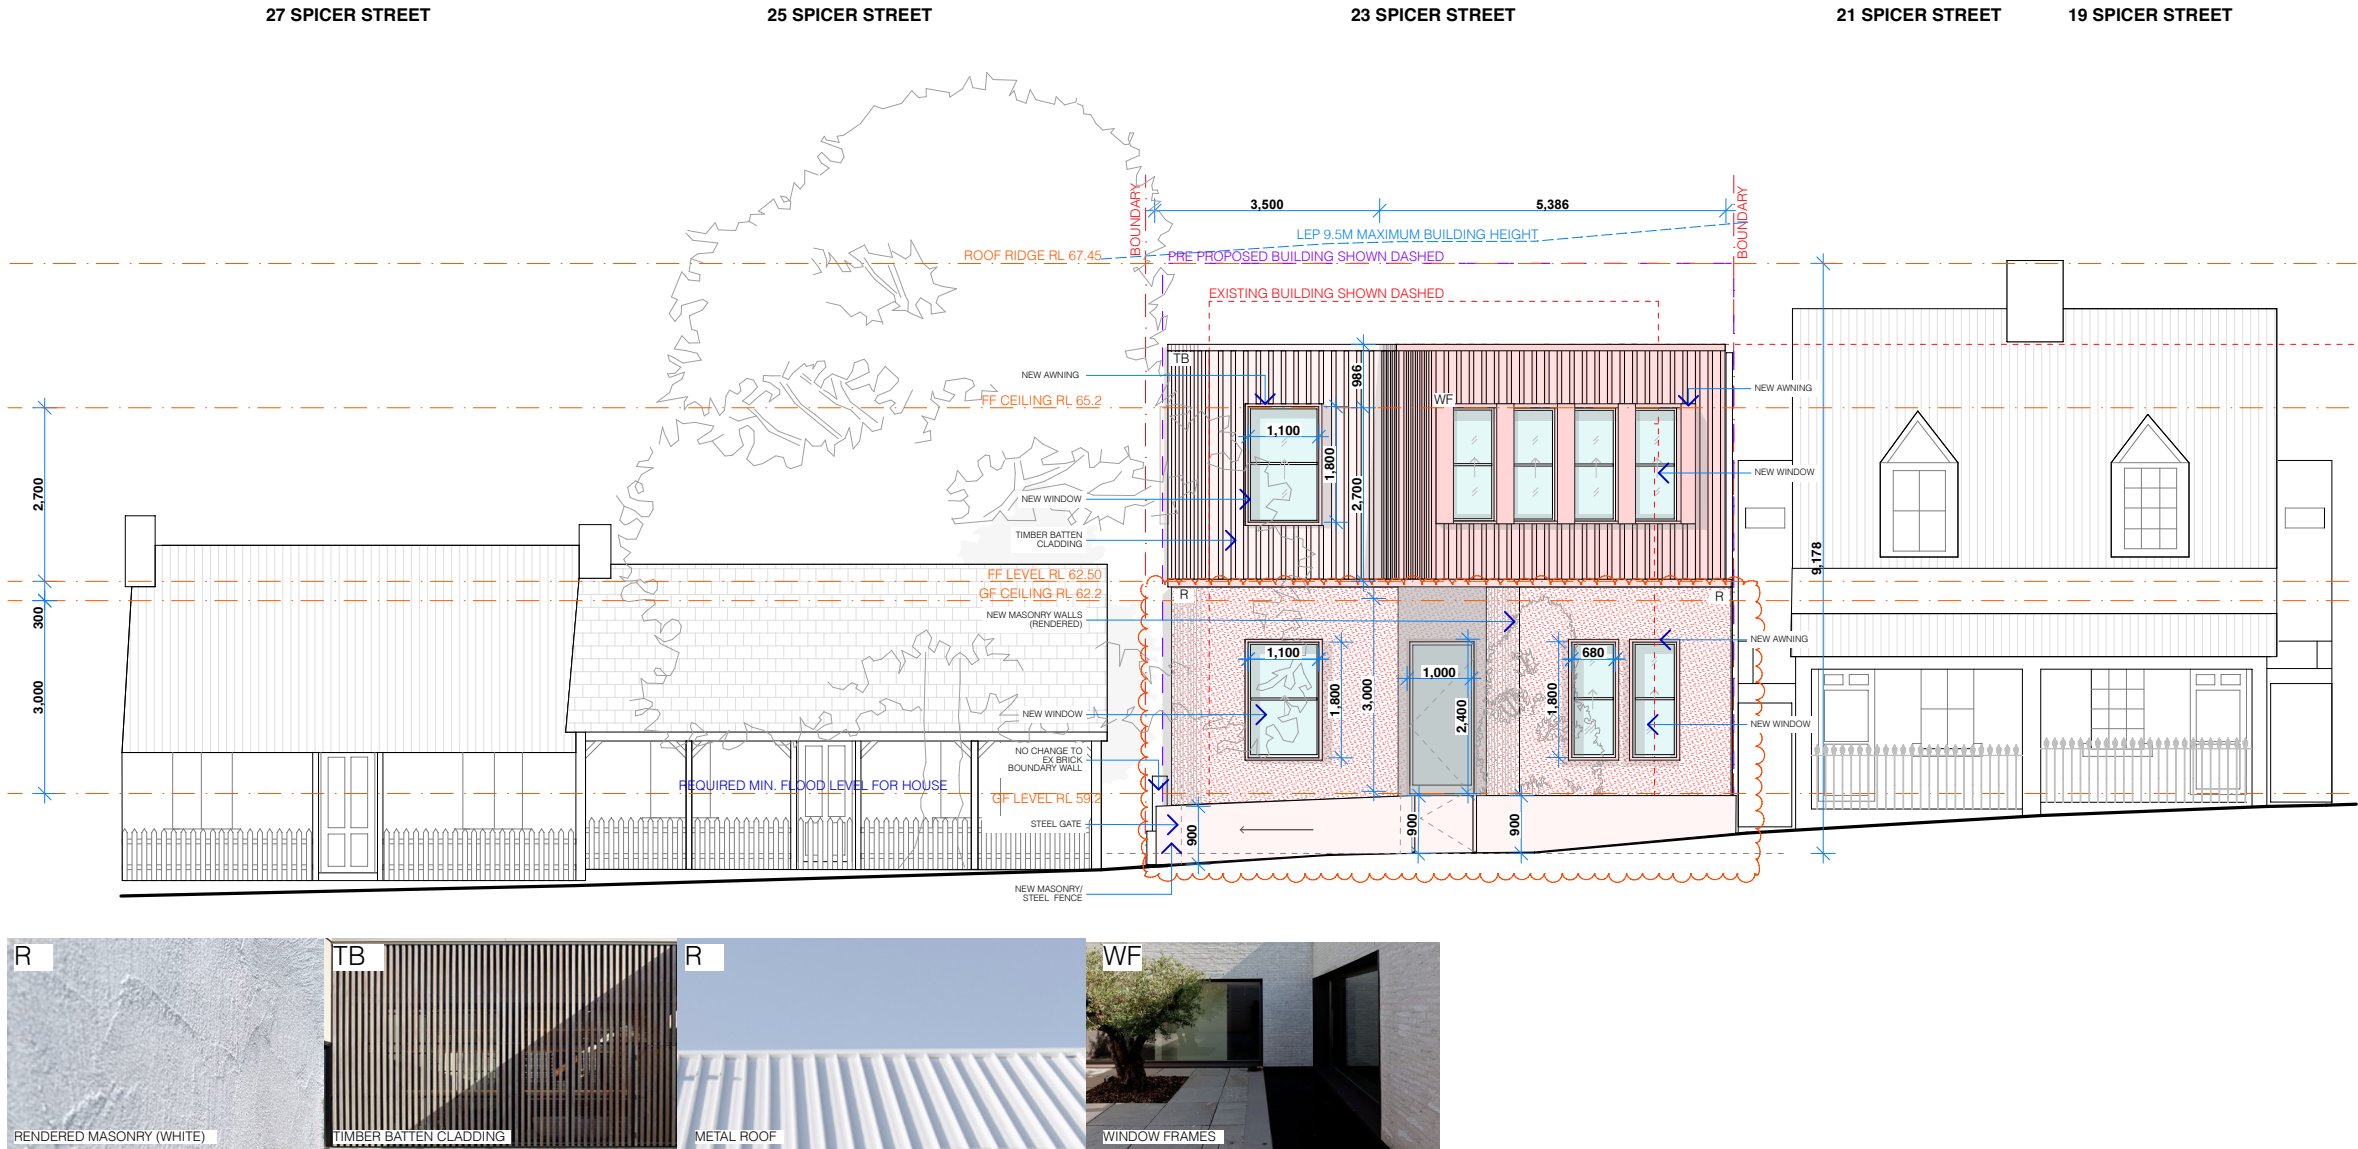 27 SPICER STREET
25 SPICER STREET
23 SPICER STREET
21 SPICER STREET
19 SPICER STREET
BOUNDARY
BOUNDARY
3,500
5,386
LEP 9.5M MAXIMUM BUILDING HEIGHT
ROOF RIDGE RL 67.45
PRE PROPOSED BUILDING SHOWN DASHED
EXISTING BUILDING SHOWN DASHED
TB
986
NEW AWNING
NEW AWNING
FF CEILING RL 65.2
WF
1,100
1,800
2,700
2,700
NEW WINDOW
NEW WINDOW
TIMBER BATTEN
CLADDING
9,178
FF LEVEL RL 62.50
GF CEILING RL 62.2
300
R
R
NEW MASONRY WALLS
(RENDERED)
NEW AWNING
1,100
1,000
680
3,000
1,800
3,000
2,400
1,800
NEW WINDOW
NEW WINDOW
NO CHANGE TO
EX BRICK
BOUNDARY WALL
REQUIRED MIN. FLOOD LEVEL FOR HOUSE
GF LEVEL RL 59.2
STEEL GATE
900
900
900
NEW MASONRY/
STEEL FENCE
R
TB
R
WF
RENDERED MASONRY (WHITE)
TIMBER BATTEN CLADDING
METAL ROOF
WINDOW FRAMES